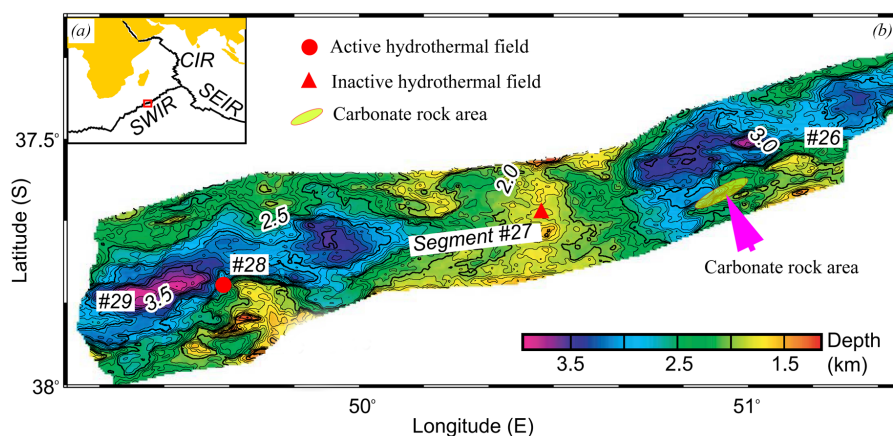 (a)
CIR
SWIR
SEIR
Active hydrothermal field
Inactive hydrothermal field
Carbonate rock area
(b)
37.5°
38°
Latitude (S)
2.5
2.0
3.0
#26
Segment #27
#28
#29
3.5
Carbonate rock area
3.5
2.5
1.5
Depth
(km)
50°
51°
Longitude (E)